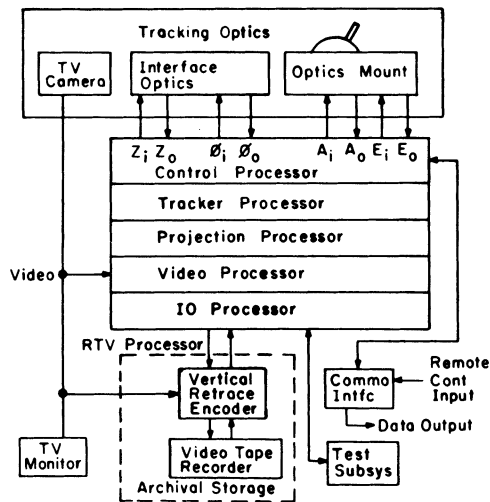 Tracking Optics
TV
Camera
Interface
Optics
Optics Mount
Zi Zo Øi Øo Ai Ao Ei Eo
Control Processor
Tracker Processor
Projection Processor
Video
Video Processor
IO Processor
RTV Processor
Vertical
Retrace
Encoder
Commo
Intfc
Remote
Cont
Input
Data Output
TV
Monitor
Video Tape
Recorder
Test
Subsys
Archival Storage